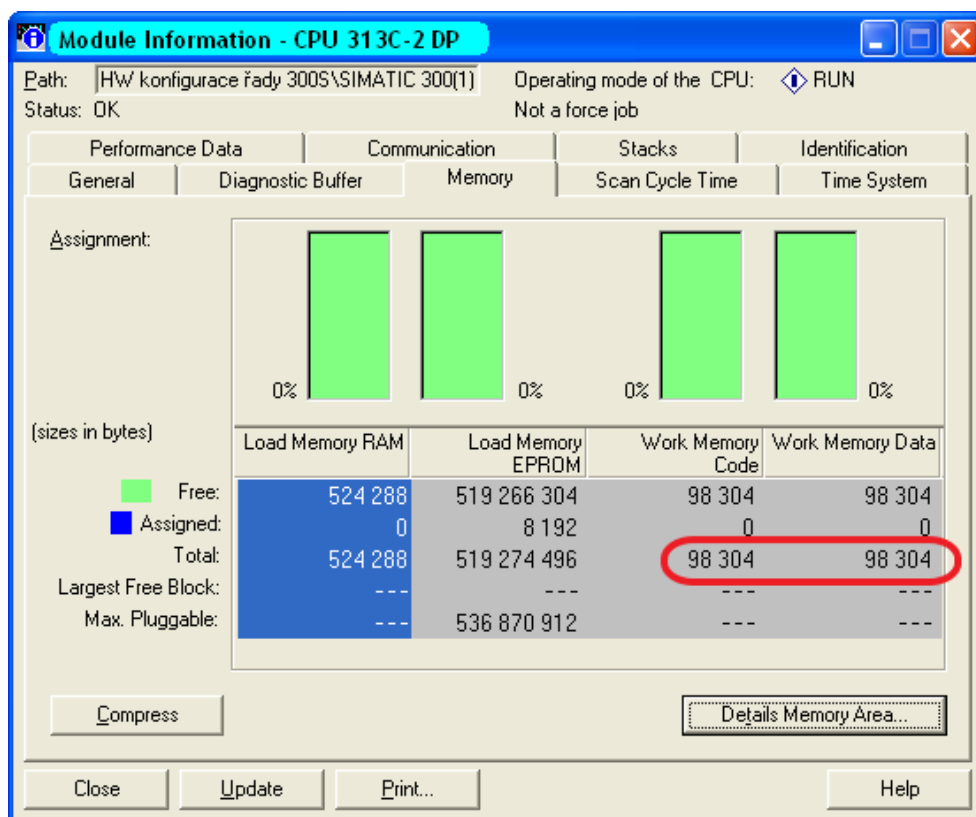 Module Information - CPU 313C-2 DP
Path: HW konfigurace řady 300S\SIMATIC 300(1) Operating mode of the CPU: RUN
Status: OK Not a force job
Performance Data Communication Stacks Identification
General Diagnostic Buffer Memory Scan Cycle Time Time System
Assignment:
0% 0% 0% 0%
(sizes in bytes)
Load Memory RAM Load Memory EPROM Work Memory Code Work Memory Data
Free: 524 288 519 266 304 98 304 98 304
Assigned: 0 8 192 0 0
Total: 524 288 519 274 496 98 304 98 304
Largest Free Block: --- --- --- ---
Max. Pluggable: --- 536 870 912 --- ---
Compress Details Memory Area...
Close Update Print... Help